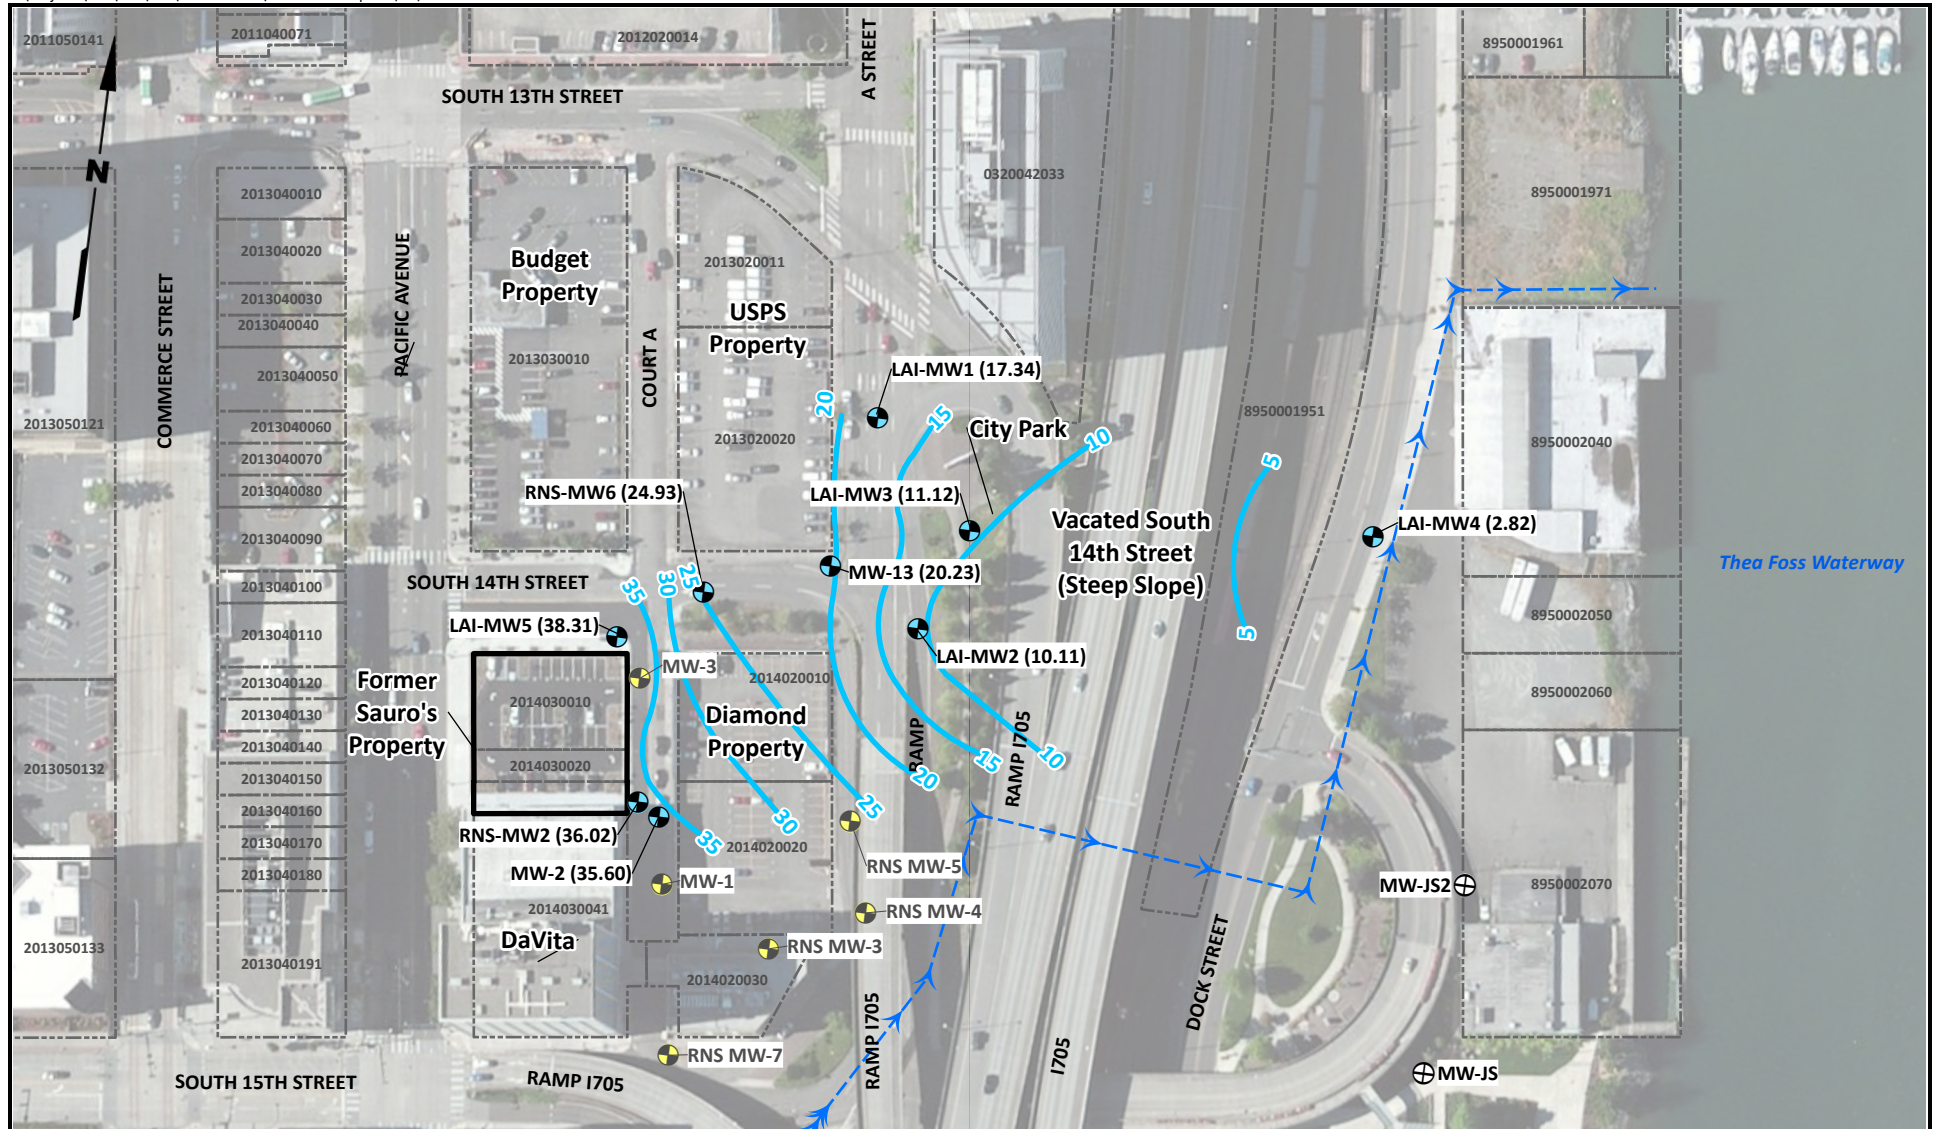 2011050141
2011040071
2012020014
8950001961
A STREET
SOUTH 13TH STREET
N
2013040010
2013040020
2013040030
2013040040
2013040050
2013040060
2013040070
2013040080
2013040090
2013040100
2013040110
2013040120
2013040130
2013040140
2013040150
2013040160
2013040170
2013040180
2013040191
2013050121
2013050132
2013050133
COMMERCE STREET
PACIFIC AVENUE
COURT A
Budget
Property
2013030010
2013020011
USPS
Property
2013020020
0320042033
8950001971
LAI-MW1 (17.34)
City Park
20
15
10
5
8950001951
8950002040
RNS-MW6 (24.93)
LAI-MW3 (11.12)
Vacated South
14th Street
(Steep Slope)
LAI-MW4 (2.82)
Thea Foss Waterway
MW-13 (20.23)
SOUTH 14TH STREET
35
30
25
LAI-MW5 (38.31)
5
8950002050
LAI-MW2 (10.11)
MW-3
2014020010
Former
Sauro's
Property
2014030010
8950002060
Diamond
Property
RAMP
RAMP I705
2014030020
15
10
20
25
30
35
RNS-MW2 (36.02)
2014020020
MW-2 (35.60)
RNS MW-5
MW-1
MW-JS2
8950002070
2014030041
RNS MW-4
DaVita
RNS MW-3
2014020030
DOCK STREET
RAMP I705
I705
RNS MW-7
MW-JS
SOUTH 15TH STREET
RAMP I705